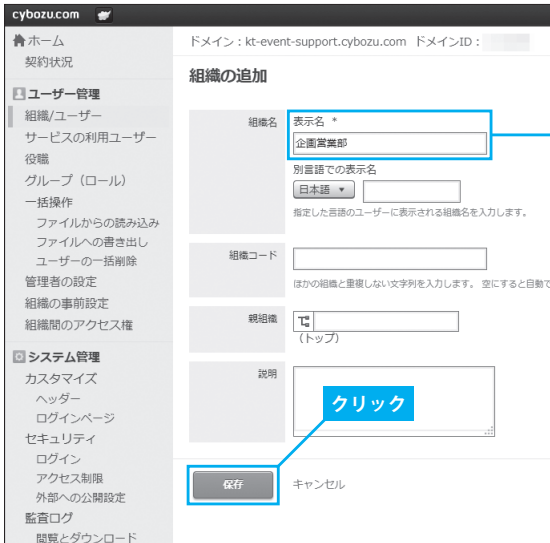 cybozu.com
ホーム
契約状況
ユーザー管理
組織/ユーザー
サービスの利用ユーザー
役職
グループ（ロール）
一括操作
ファイルからの読み込み
ファイルへの書き出し
ユーザーの一括削除
管理者の設定
組織の事前設定
組織間のアクセス権
システム管理
カスタマイズ
ヘッダー
ログインページ
セキュリティ
ログイン
アクセス制限
外部への公開設定
監査ログ
閲覧とダウンロード
ドメイン：kt-event-support.cybozu.com ドメインID：
組織の追加
組織名
表示名 *
企画営業部
別言語での表示名
日本語 ▼
指定した言語のユーザーに表示される組織名を入力します。
組織コード
ほかの組織と重複しない文字列を入力します。 空にすると自動で
親組織
（トップ）
説明
クリック
保存
キャンセル